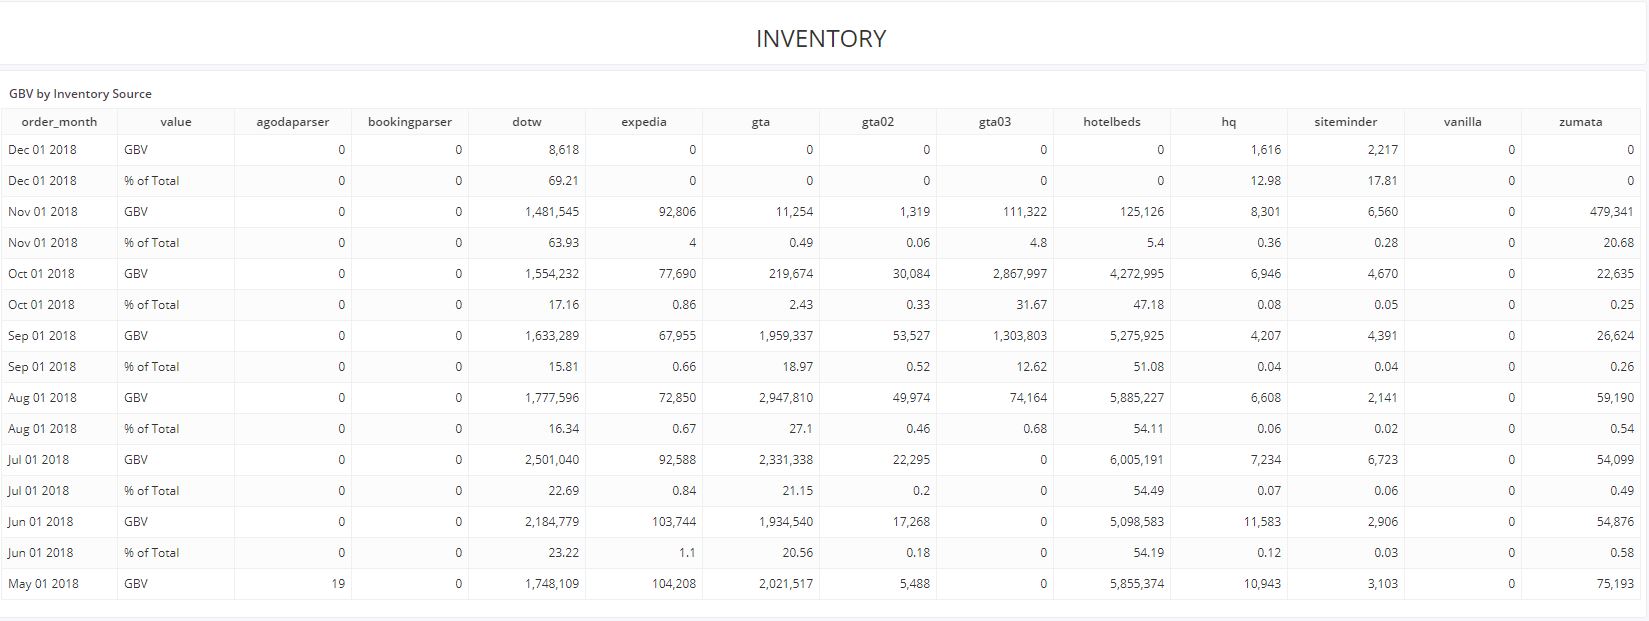 INVENTORY
GBV by Inventory Source
order_month value agodaparser bookingparser dotw expedia gta gta02 gta03 hotelbeds hq siteminder vanilla zumata
Dec 01 2018 GBV 0 0 8,618 0 0 0 0 0 1,616 2,217 0 0
Dec 01 2018 % of Total 0 0 69.21 0 0 0 0 0 12.98 17.81 0 0
Nov 01 2018 GBV 0 0 1,481,545 92,806 11,254 1,319 111,322 125,126 8,301 6,560 0 479,341
Nov 01 2018 % of Total 0 0 63.93 4 0.49 0.06 4.8 5.4 0.36 0.28 0 20.68
Oct 01 2018 GBV 0 0 1,554,232 77,690 219,674 30,084 2,867,997 4,272,995 6,946 4,670 0 22,635
Oct 01 2018 % of Total 0 0 17.16 0.86 2.43 0.33 31.67 47.18 0.08 0.05 0 0.25
Sep 01 2018 GBV 0 0 1,633,289 67,955 1,959,337 53,527 1,303,803 5,275,925 4,207 4,391 0 26,624
Sep 01 2018 % of Total 0 0 15.81 0.66 18.97 0.52 12.62 51.08 0.04 0.04 0 0.26
Aug 01 2018 GBV 0 0 1,777,596 72,850 2,947,810 49,974 74,164 5,885,227 6,608 2,141 0 59,190
Aug 01 2018 % of Total 0 0 16.34 0.67 27.1 0.46 0.68 54.11 0.06 0.02 0 0.54
Jul 01 2018 GBV 0 0 2,501,040 92,588 2,331,338 22,295 0 6,005,191 7,234 6,723 0 54,099
Jul 01 2018 % of Total 0 0 22.69 0.84 21.15 0.2 0 54.49 0.07 0.06 0 0.49
Jun 01 2018 GBV 0 0 2,184,779 103,744 1,934,540 17,268 0 5,098,583 11,583 2,906 0 54,876
Jun 01 2018 % of Total 0 0 23.22 1.1 20.56 0.18 0 54.19 0.12 0.03 0 0.58
May 01 2018 GBV 19 0 1,748,109 104,208 2,021,517 5,488 0 5,855,374 10,943 3,103 0 75,193